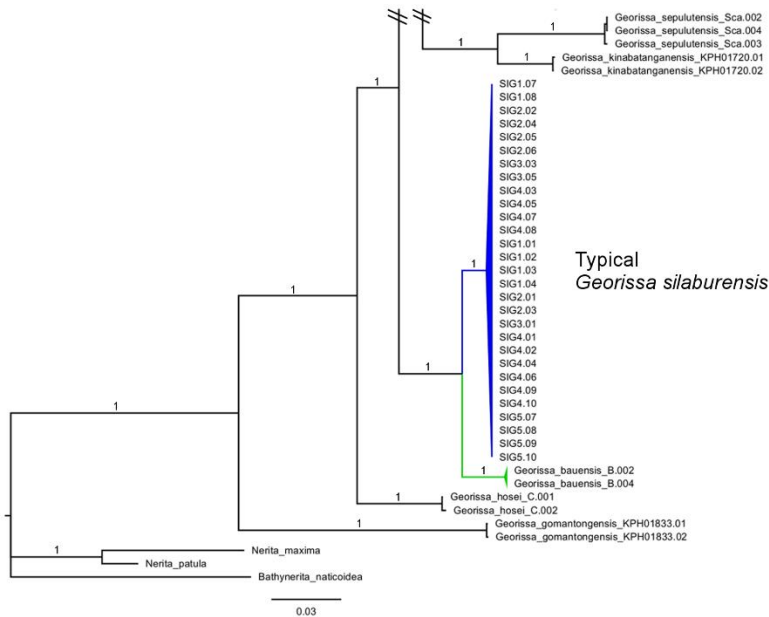 Georissa_sepulutensis_Sca.002
1
Georissa_sepulutensis_Sca.004
Georissa_sepulutensis_Sca.003
1
Georissa_kinabatanganensis_KPH01720.01
1
Georissa_kinabatanganensis_KPH01720.02
1
SIG1.07
SIG1.08
SIG2.02
SIG2.04
SIG2.05
SIG2.06
SIG3.03
SIG3.05
SIG4.03
SIG4.05
SIG4.07
SIG4.08
SIG1.01
SIG1.02
1
SIG1.03
SIG1.04
SIG2.01
SIG2.03
SIG3.01
SIG4.01
SIG4.02
SIG4.04
SIG4.06
SIG4.09
SIG4.10
SIG5.07
SIG5.08
SIG5.09
SIG5.10
Typical
Georissa silaburensis
1
1
1
1
Georissa_bauensis_B.002
Georissa_bauensis_B.004
1
Georissa_hosei_C.001
Georissa_hosei_C.002
1
Georissa_gomantongensis_KPH01833.01
Georissa_gomantongensis_KPH01833.02
1
Nerita_maxima
Nerita_patula
Bathynerita_naticoidea
0.03